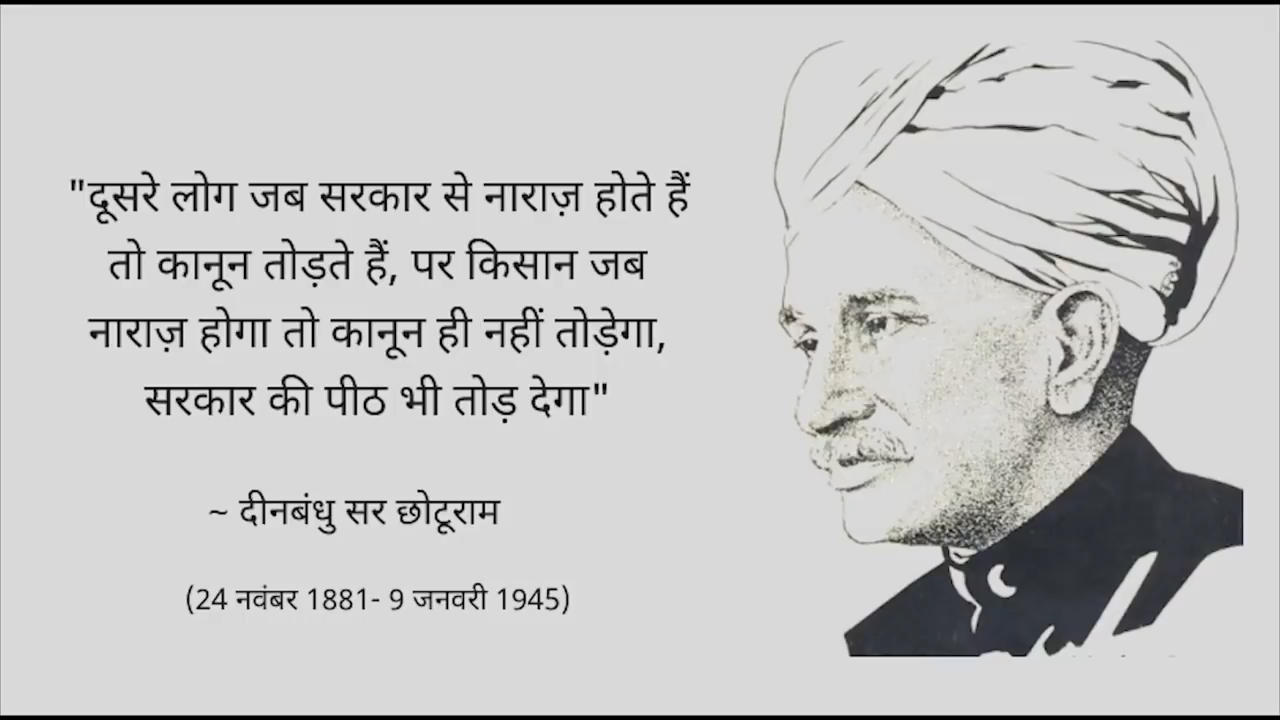 "दूसरे लोग जब सरकार से नाराज़ होते हैं
तो कानून तोड़ते हैं, पर किसान जब
नाराज़ होगा तो कानून ही नहीं तोड़ेगा,
सरकार की पीठ भी तोड़ देगा"
~ दीनबंधु सर छोटूराम
(24 नवंबर 1881- 9 जनवरी 1945)